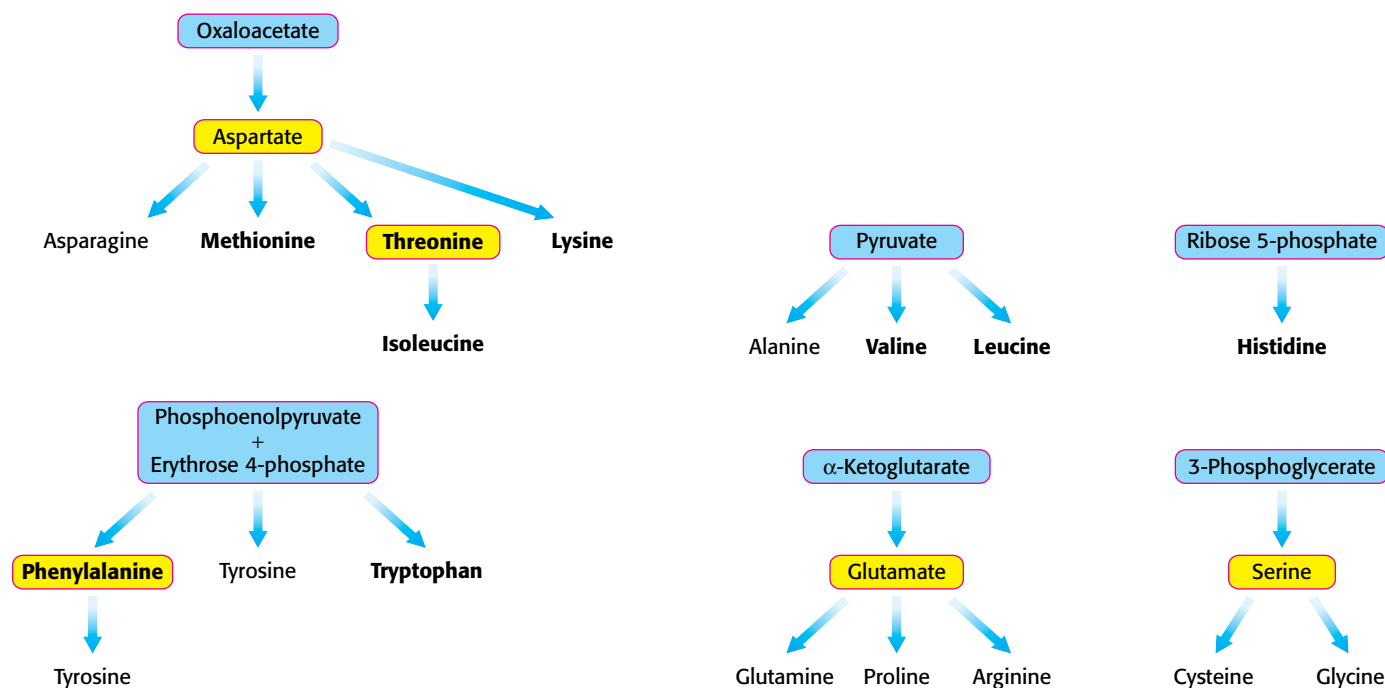 Oxaloacetate
Aspartate
Asparagine
Methionine
Threonine
Lysine
Isoleucine
Phosphoenolpyruvate
+
Erythrose 4-phosphate
Phenylalanine
Tyrosine
Tryptophan
Tyrosine
Pyruvate
Alanine
Valine
Leucine
Ribose 5-phosphate
Histidine
α-Ketoglutarate
Glutamate
Glutamine
Proline
Arginine
3-Phosphoglycerate
Serine
Cysteine
Glycine